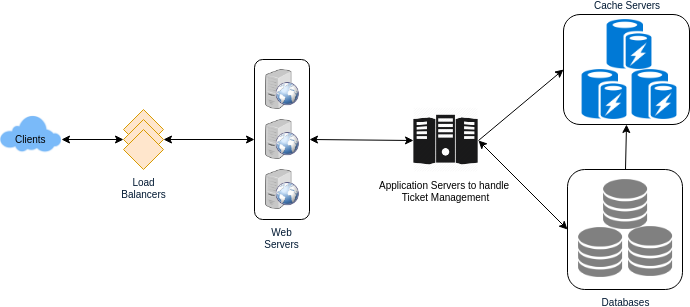 Cache Servers
Clients
Load
Balancers
Web
Servers
Application Servers to handle
Ticket Management
Databases